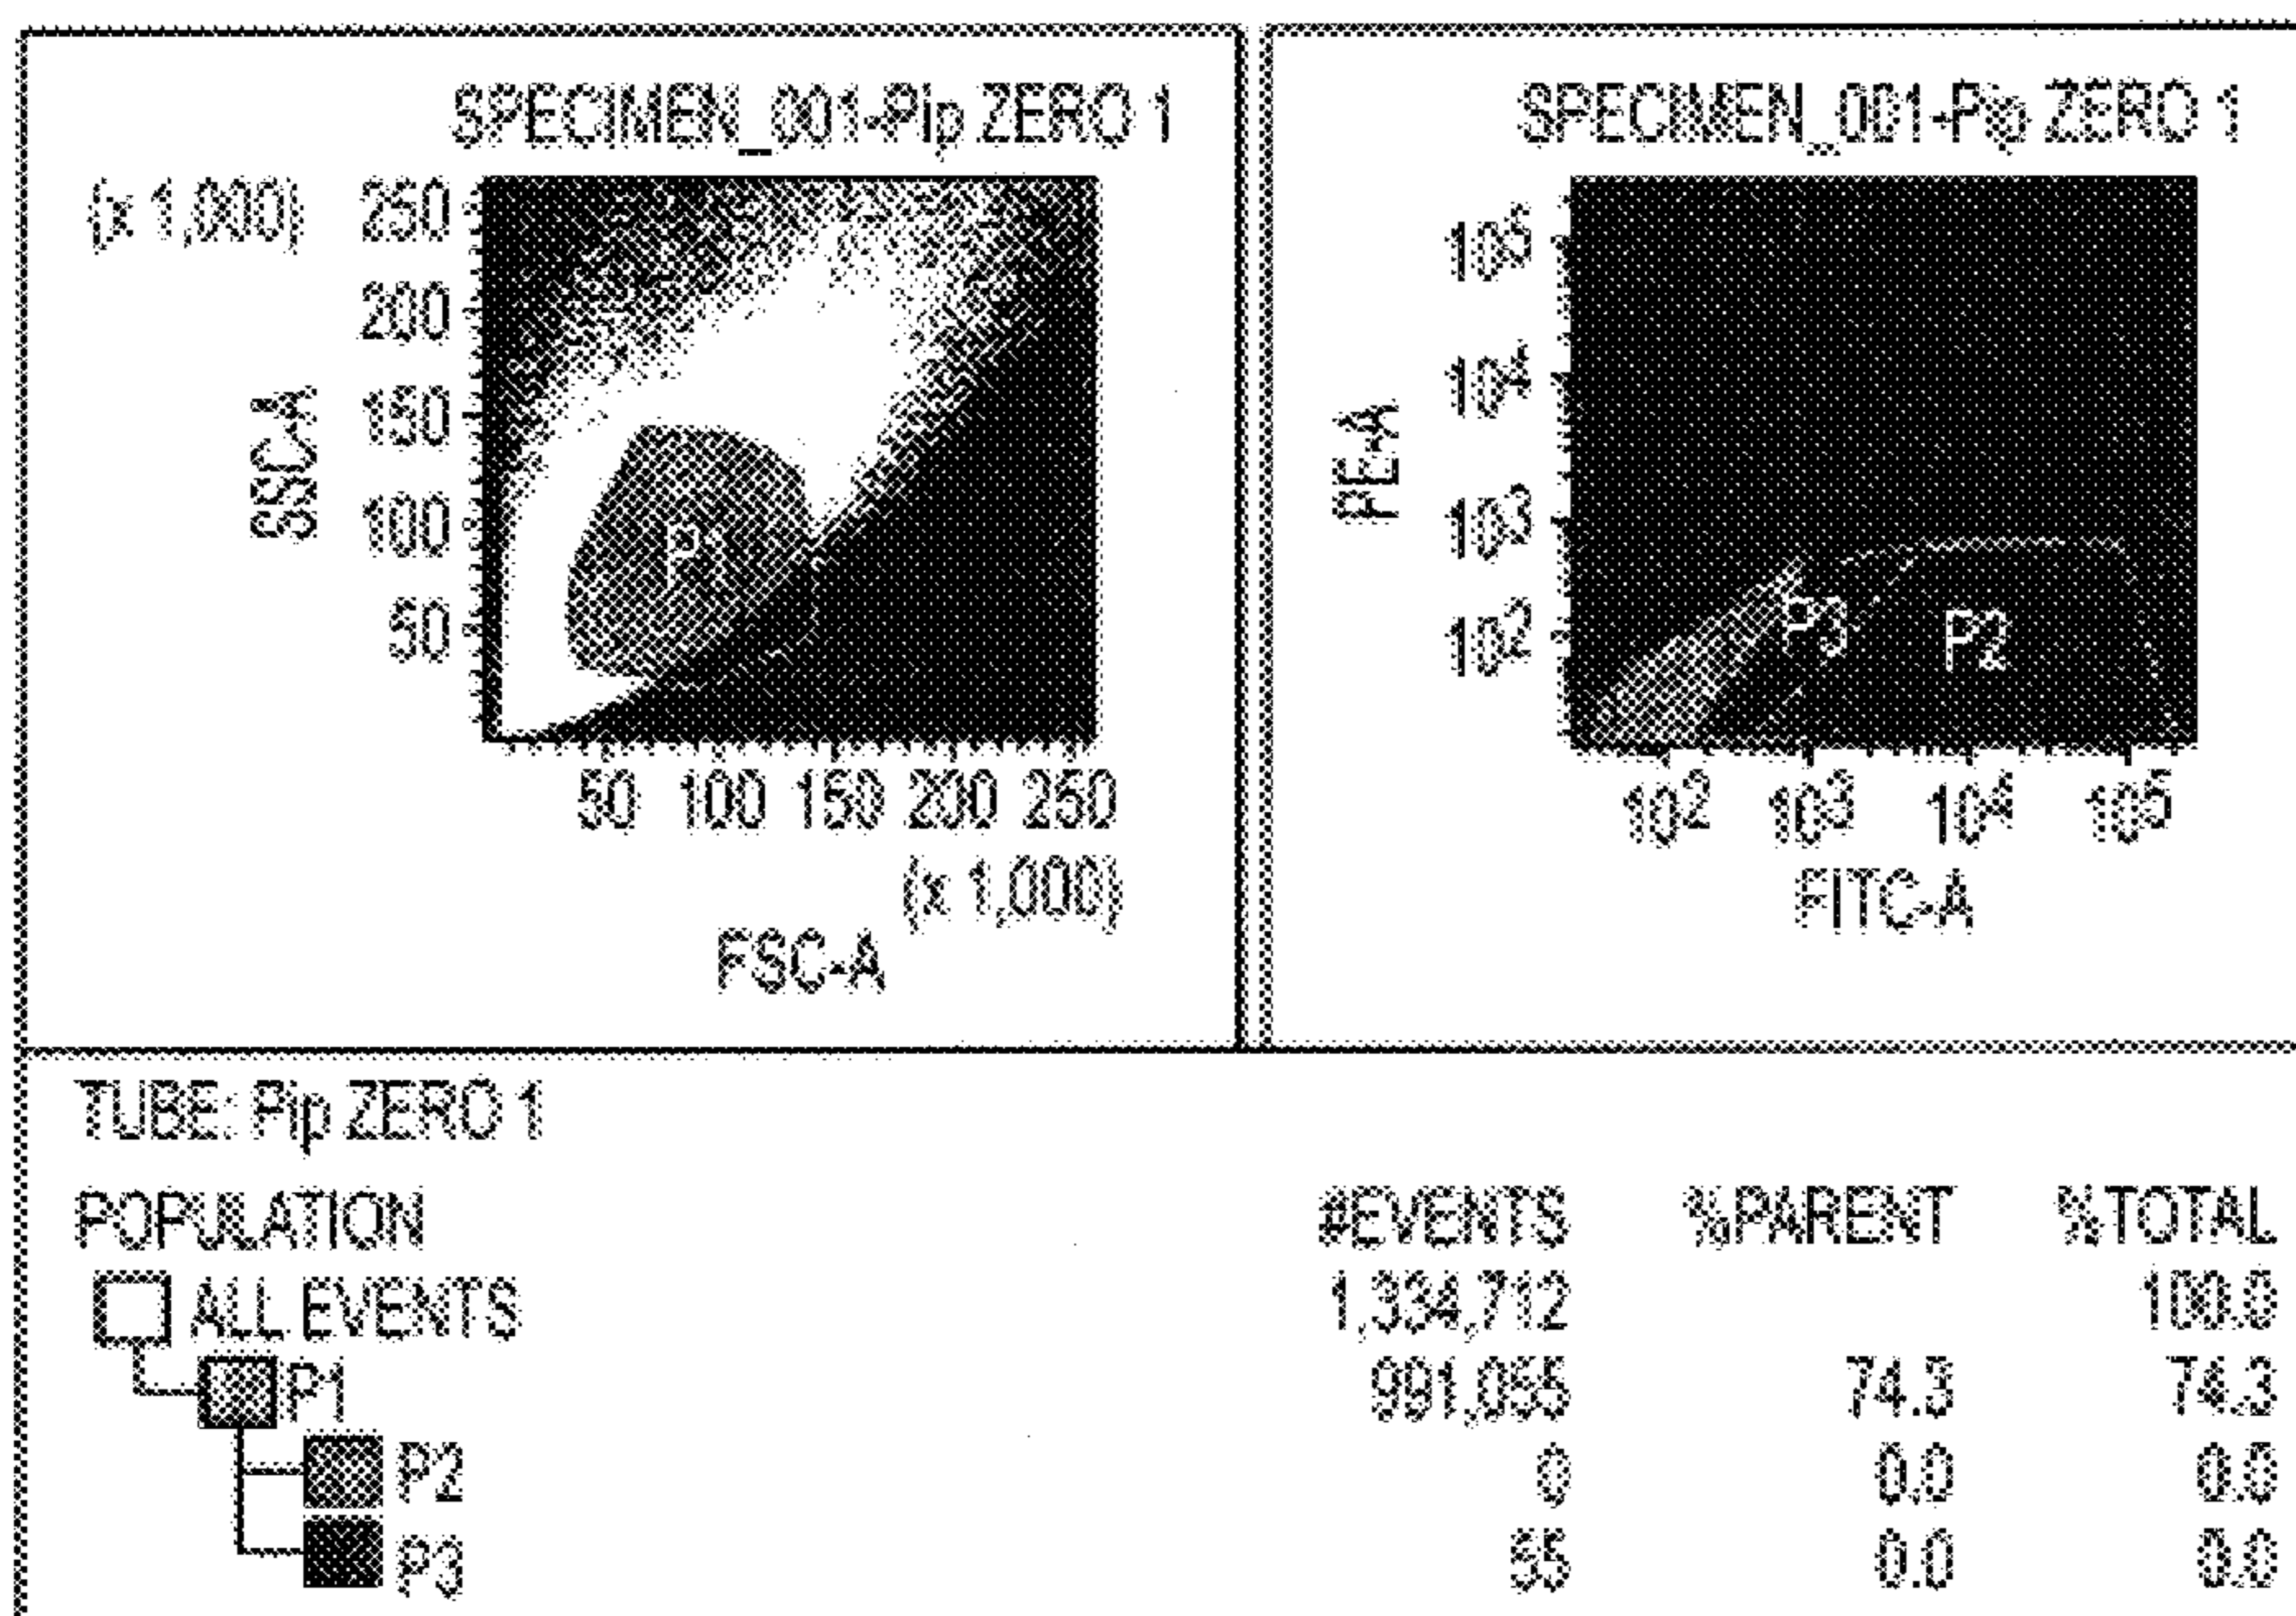 SPECIMEN_001-Pip ZERO 1
(x 1,000)
250
200
150
100
50
SSC-A
P1
50 100 150 200 250
(x 1,000)
FSC-A
SPECIMEN_001-Pip ZERO 1
10^5
10^4
10^3
10^2
PE-A
P3 P2
10^2 10^3 10^4 10^5
FITC-A
TUBE: Pip ZERO 1
POPULATION #EVENTS %PARENT %TOTAL
ALL EVENTS 1,334,712 100.0
P1 991,055 74.3 74.3
P2 0 0.0 0.0
P3 55 0.0 0.0